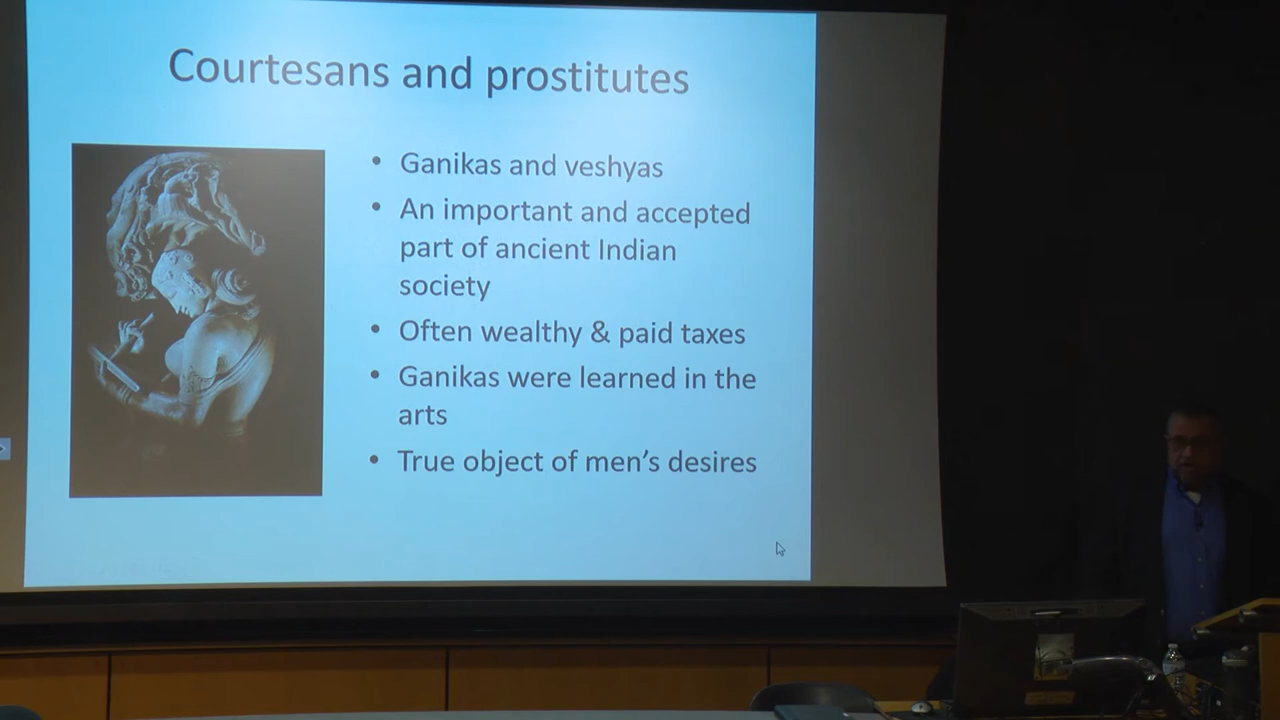 Courtesans and prostitutes
• Ganikas and veshyas
• An important and accepted
part of ancient Indian
society
• Often wealthy & paid taxes
• Ganikas were learned in the
arts
• True object of men’s desires